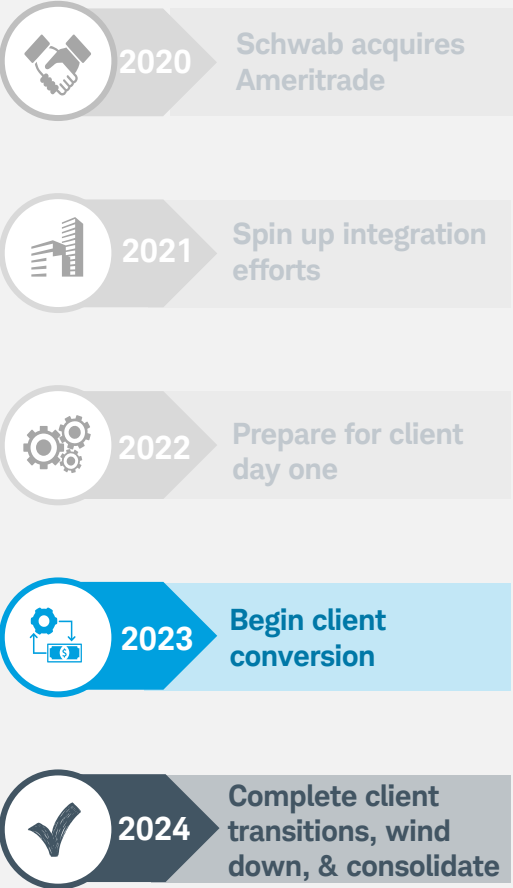 2020
Schwab acquires
Ameritrade
2021
Spin up integration
efforts
2022
Prepare for client
day one
2023
Begin client
conversion
$
2024
Complete client
transitions, wind
down, & consolidate